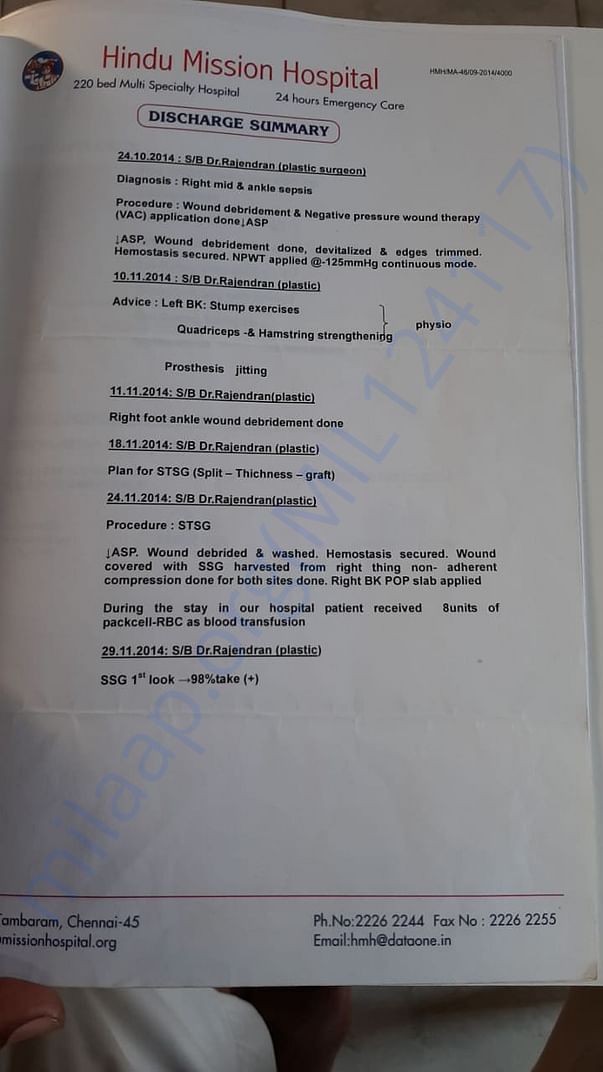 Hindu Mission Hospital
HMH/MA-46/09-2014/4000
220 bed Multi Specialty Hospital 24 hours Emergency Care
DISCHARGE SUMMARY
24.10.2014 : S/B Dr.Rajendran (plastic surgeon)
Diagnosis : Right mid & ankle sepsis
Procedure : Wound debridement & Negative pressure wound therapy
(VAC) application done↓ASP
↓ASP, Wound debridement done, devitalized & edges trimmed.
Hemostasis secured. NPWT applied @-125mmHg continuous mode.
10.11.2014 : S/B Dr.Rajendran (plastic)
Advice : Left BK: Stump exercises
Quadriceps -& Hamstring strengthening } physio
Prosthesis jitting
11.11.2014: S/B Dr.Rajendran(plastic)
Right foot ankle wound debridement done
18.11.2014: S/B Dr.Rajendran (plastic)
Plan for STSG (Split – Thichness – graft)
24.11.2014: S/B Dr.Rajendran(plastic)
Procedure : STSG
↓ASP. Wound debrided & washed. Hemostasis secured. Wound
covered with SSG harvested from right thing non- adherent
compression done for both sites done. Right BK POP slab applied
During the stay in our hospital patient received 8units of
packcell-RBC as blood transfusion
29.11.2014: S/B Dr.Rajendran (plastic)
SSG 1st look →98%take (+)
milaap.org(MIL124117)
Tambaram, Chennai-45 Ph.No:2226 2244 Fax No : 2226 2255
missionhospital.org Email:hmh@dataone.in